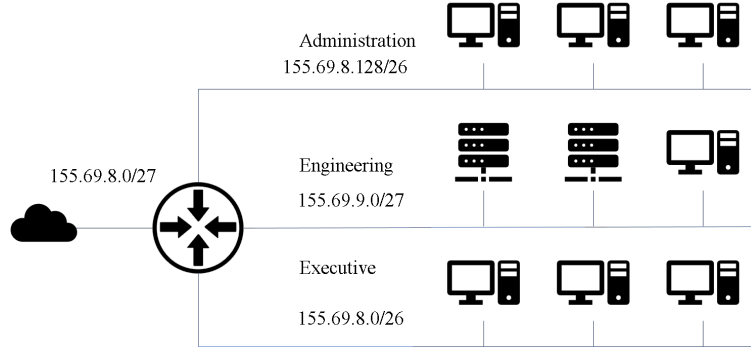 Administration
155.69.8.128/26
155.69.8.0/27
Engineering
155.69.9.0/27
Executive
155.69.8.0/26